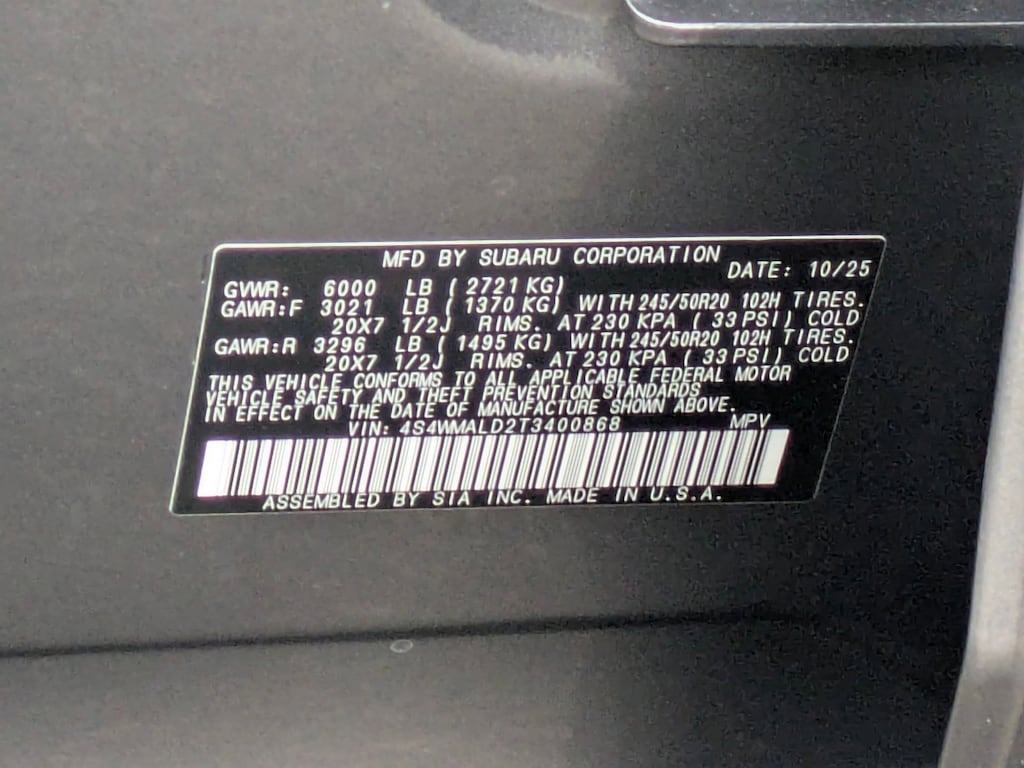 MFD BY SUBARU CORPORATION
DATE: 10/25
GVWR: 6000 LB ( 2721 KG)
GAWR:F 3021 LB ( 1370 KG) WITH 245/50R20 102H TIRES.
20X7 1/2J RIMS. AT 230 KPA ( 33 PSI) COLD
GAWR:R 3296 LB ( 1495 KG) WITH 245/50R20 102H TIRES.
20X7 1/2J RIMS. AT 230 KPA ( 33 PSI) COLD
THIS VEHICLE CONFORMS TO ALL APPLICABLE FEDERAL MOTOR
VEHICLE SAFETY AND THEFT PREVENTION STANDARDS
IN EFFECT ON THE DATE OF MANUFACTURE SHOWN ABOVE.
VIN: 4S4WMALD2T3400868 MPV
ASSEMBLED BY SIA INC. MADE IN U.S.A.